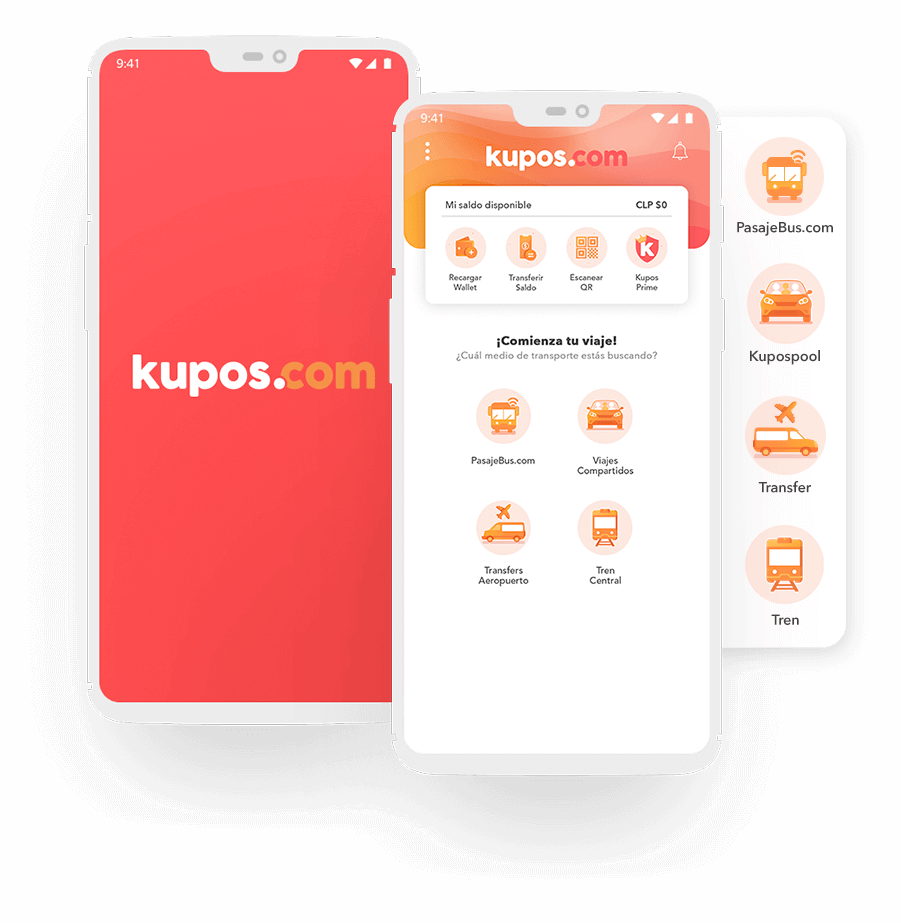 9:41
kupos.com
9:41
kupos.com
Mi saldo disponible CLP $0
Recargar
Wallet
Transferir
Saldo
Escanear
QR
Kupos
Prime
¡Comienza tu viaje!
¿Cuál medio de transporte estás buscando?
PasajeBus.com
Viajes
Compartidos
Transfers
Aeropuerto
Tren
Central
PasajeBus.com
Kupospool
Transfer
Tren